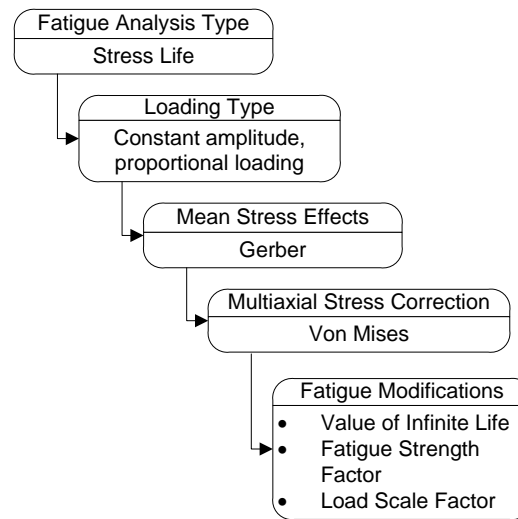 Fatigue Analysis Type
Stress Life
Loading Type
Constant amplitude,
proportional loading
Mean Stress Effects
Gerber
Multiaxial Stress Correction
Von Mises
Fatigue Modifications
• Value of Infinite Life
• Fatigue Strength
Factor
• Load Scale Factor